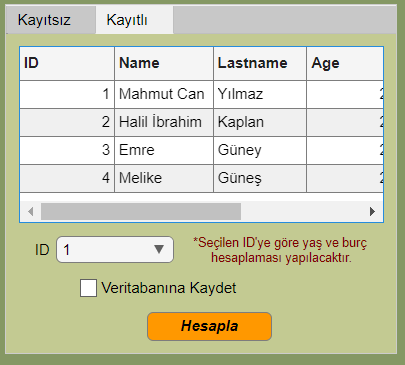 Kayıtsız Kayıtlı
ID Name Lastname Age
1 Mahmut Can Yılmaz 2
2 Halil İbrahim Kaplan 2
3 Emre Güney 2
4 Melike Güneş 2
ID 1 *Seçilen ID'ye göre yaş ve burç
hesaplaması yapılacaktır.
Veritabanına Kaydet
Hesapla